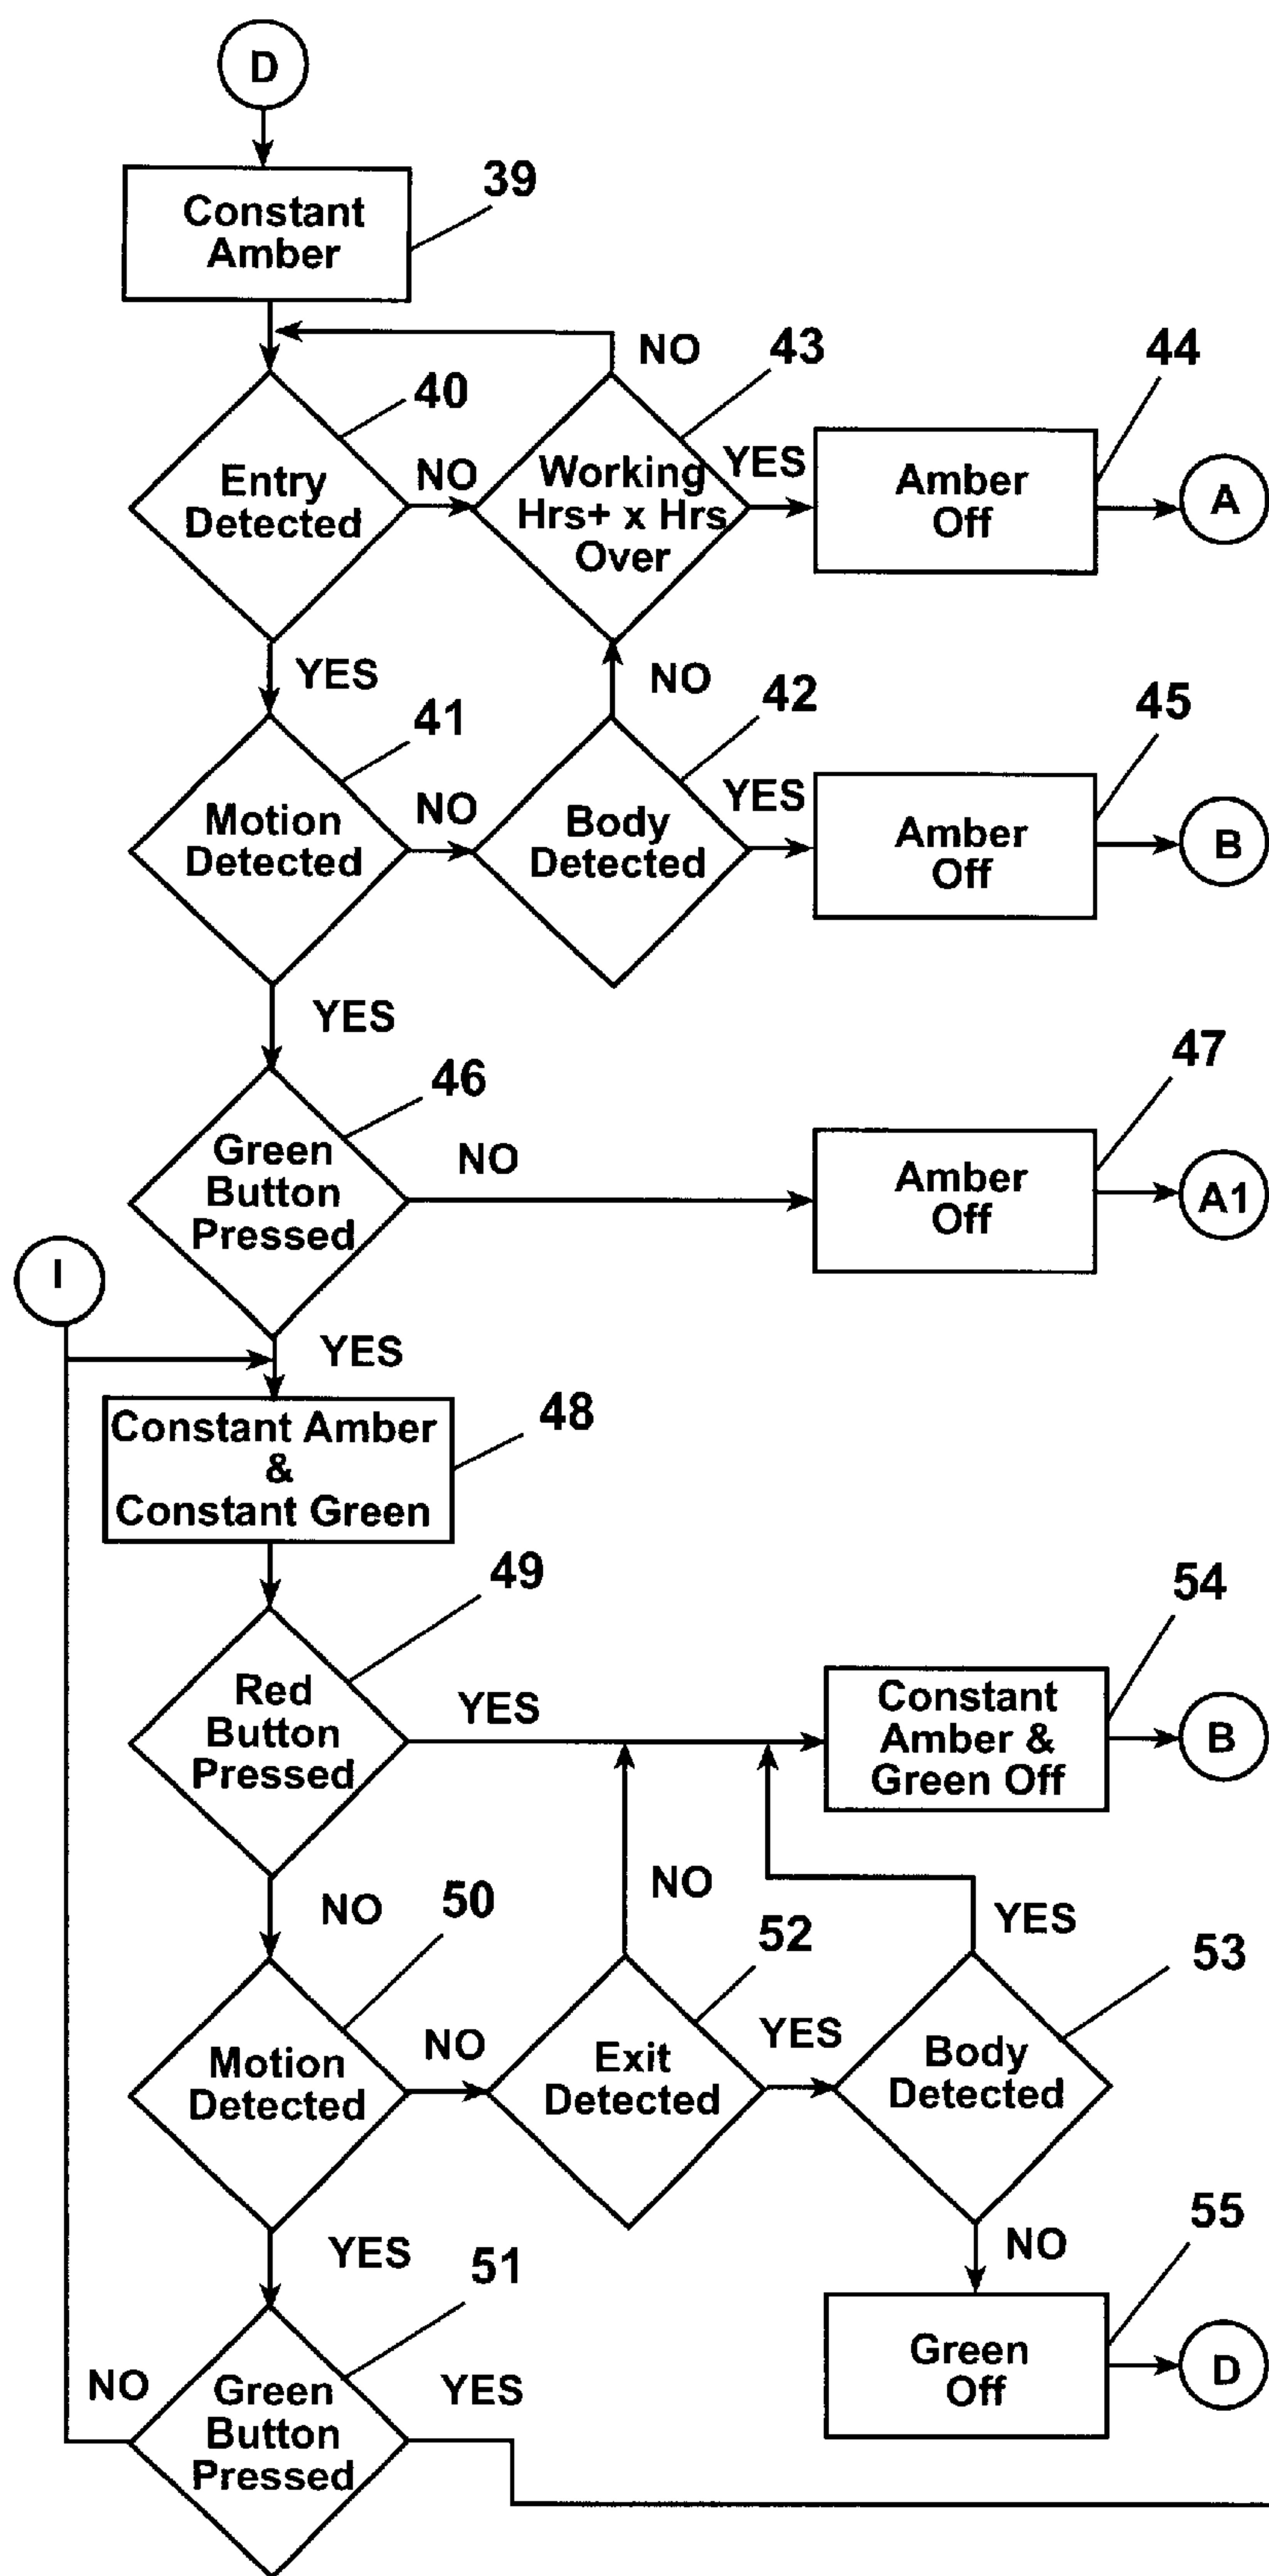 D
39
Constant
Amber
NO
43
44
40
Entry
Detected
NO
Working
Hrs+ x Hrs
Over
YES
Amber
Off
A
YES
NO
41
42
45
Motion
Detected
NO
Body
Detected
YES
Amber
Off
B
YES
46
47
Green
Button
Pressed
NO
Amber
Off
A1
I
YES
Constant Amber
&
Constant Green
48
49
54
Red
Button
Pressed
YES
Constant
Amber &
Green Off
B
NO
50
NO
52
YES
53
Motion
Detected
NO
Exit
Detected
YES
Body
Detected
YES
51
NO
55
NO
Green
Button
Pressed
YES
Green
Off
D